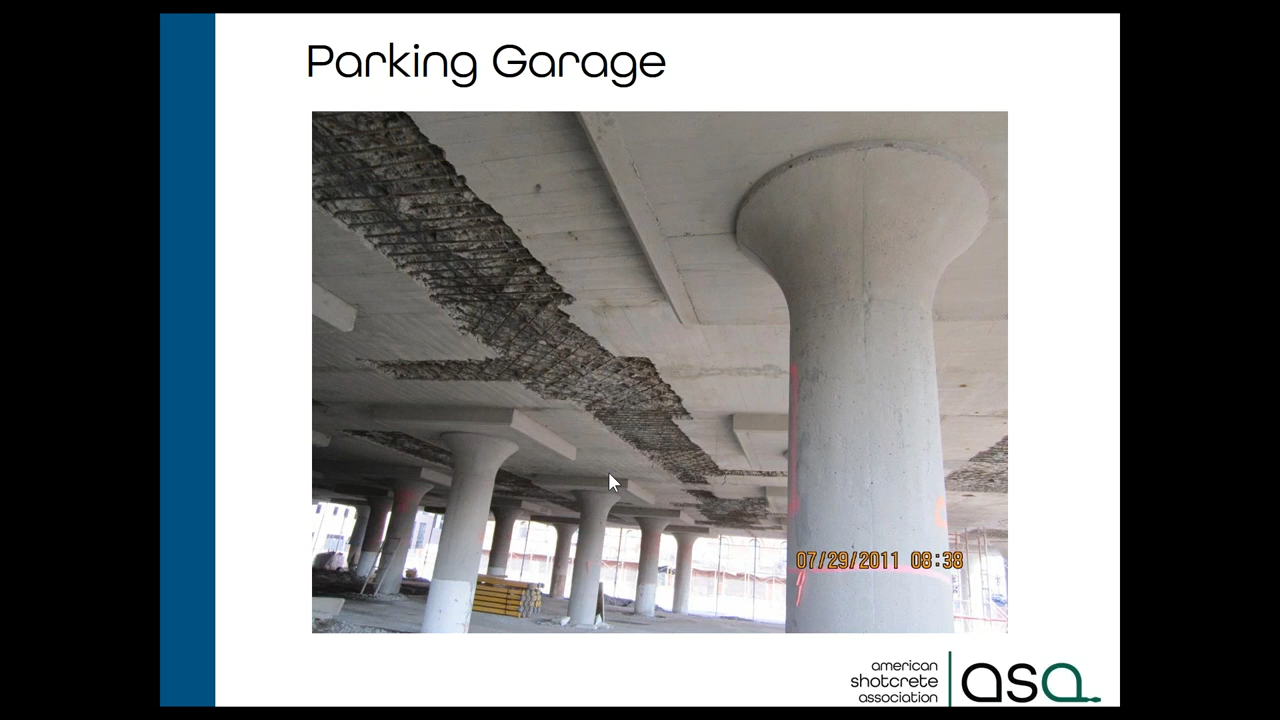 Parking Garage
07/29/2011 08:38
american
shotcrete
association
asa